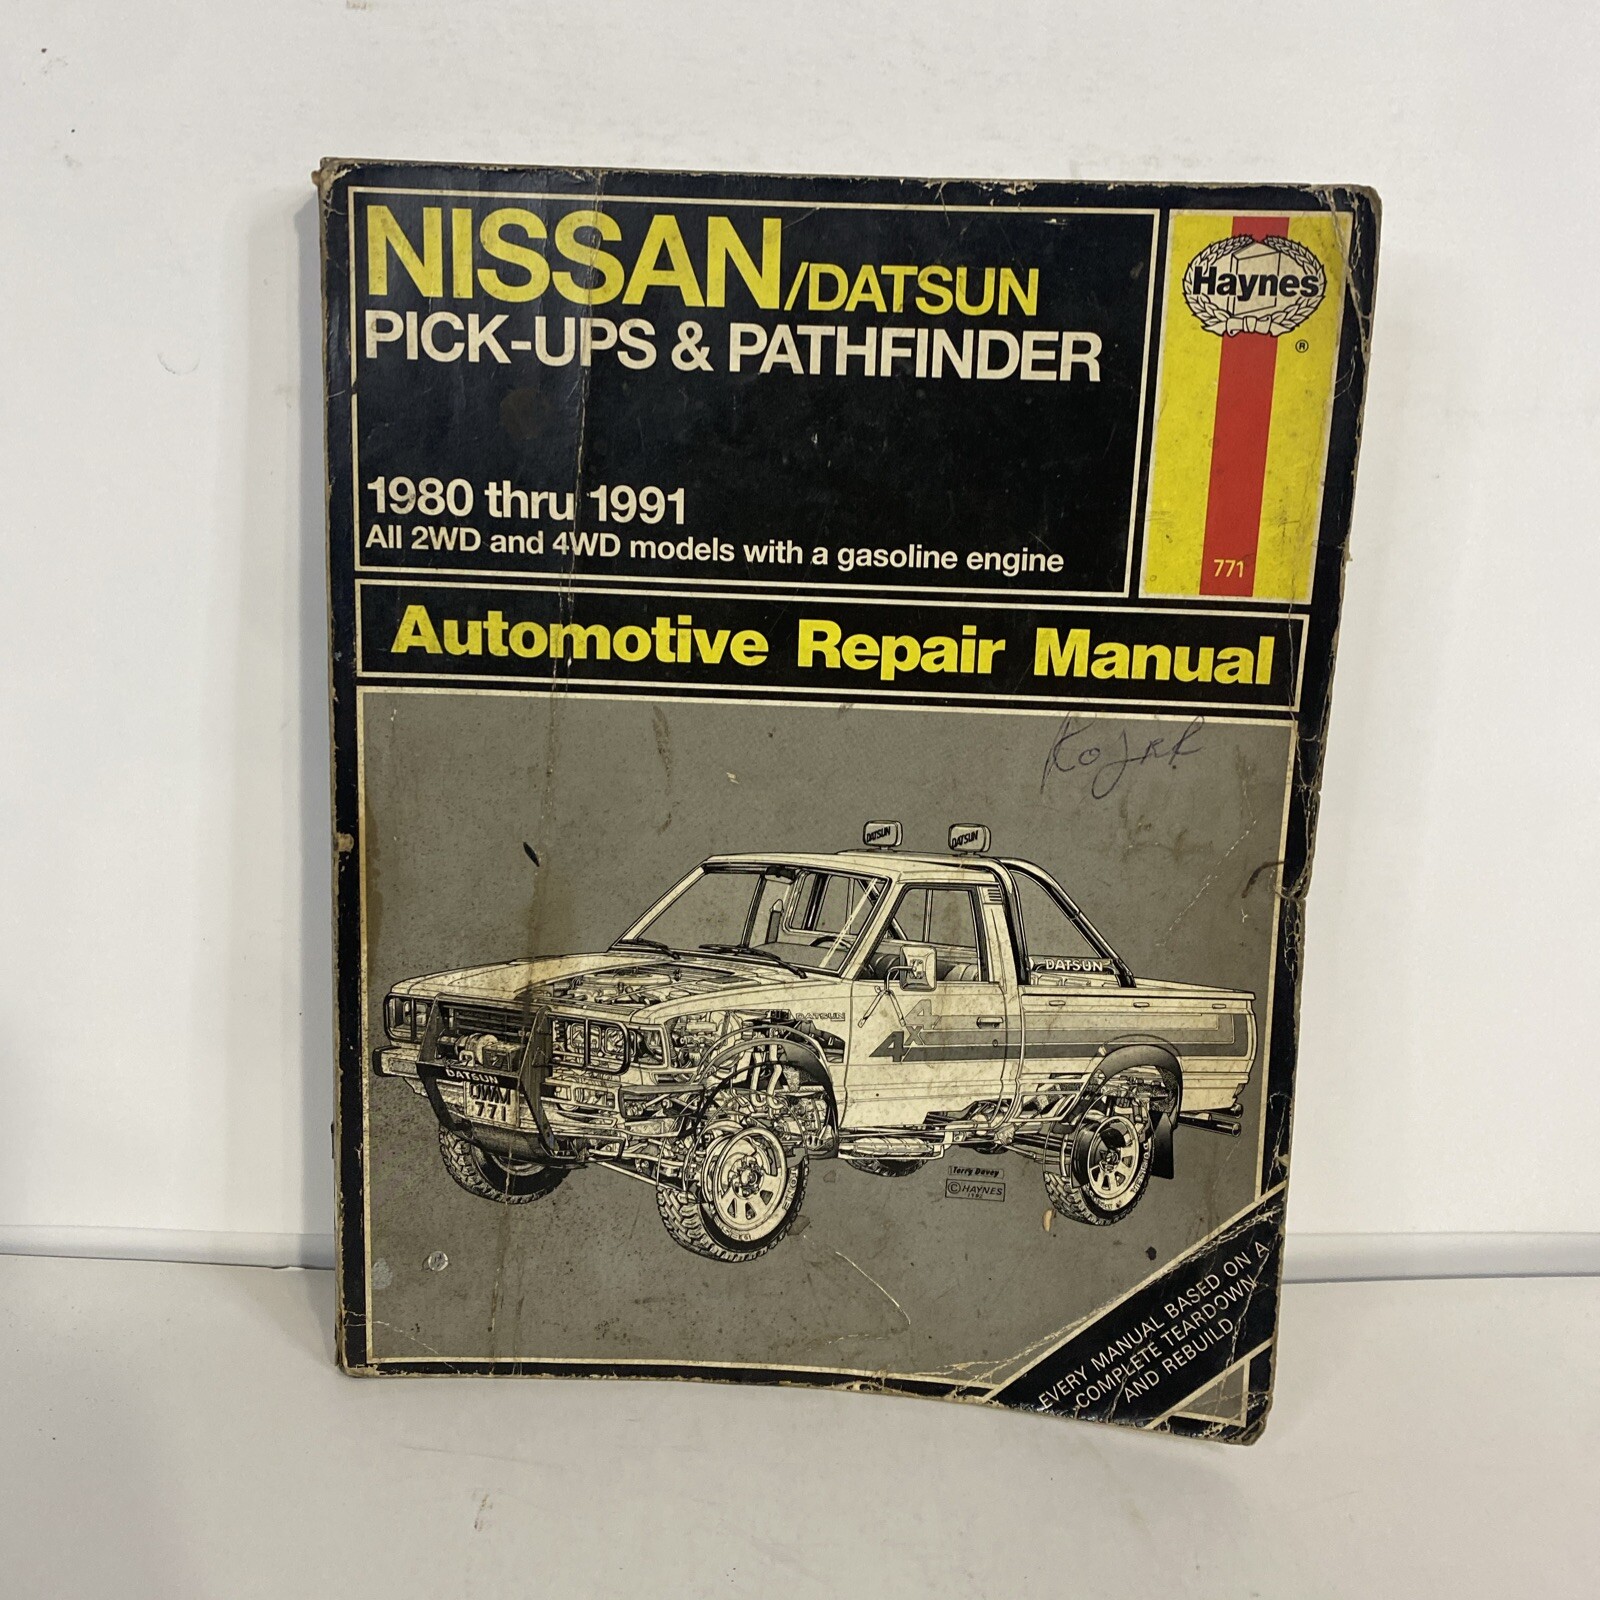 NISSAN/DATSUN
PICK-UPS & PATHFINDER
Haynes
®
1980 thru 1991
All 2WD and 4WD models with a gasoline engine
771
Automotive Repair Manual
DATSUN
DATSUN
DATSUN
DATSUN
4X4
DATSUN
771
Terry Davey
© HAYNES
EVERY MANUAL BASED ON A
COMPLETE TEARDOWN
AND REBUILD